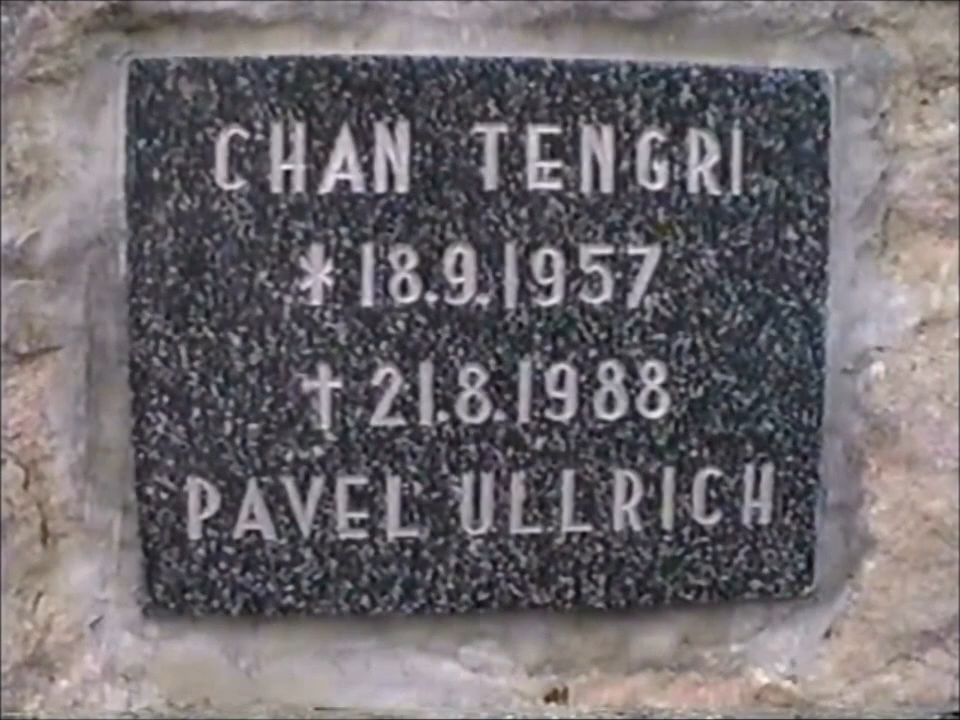 CHAN TENGRI
* 18.9.1957
† 21.8.1988
PAVEL ULLRICH